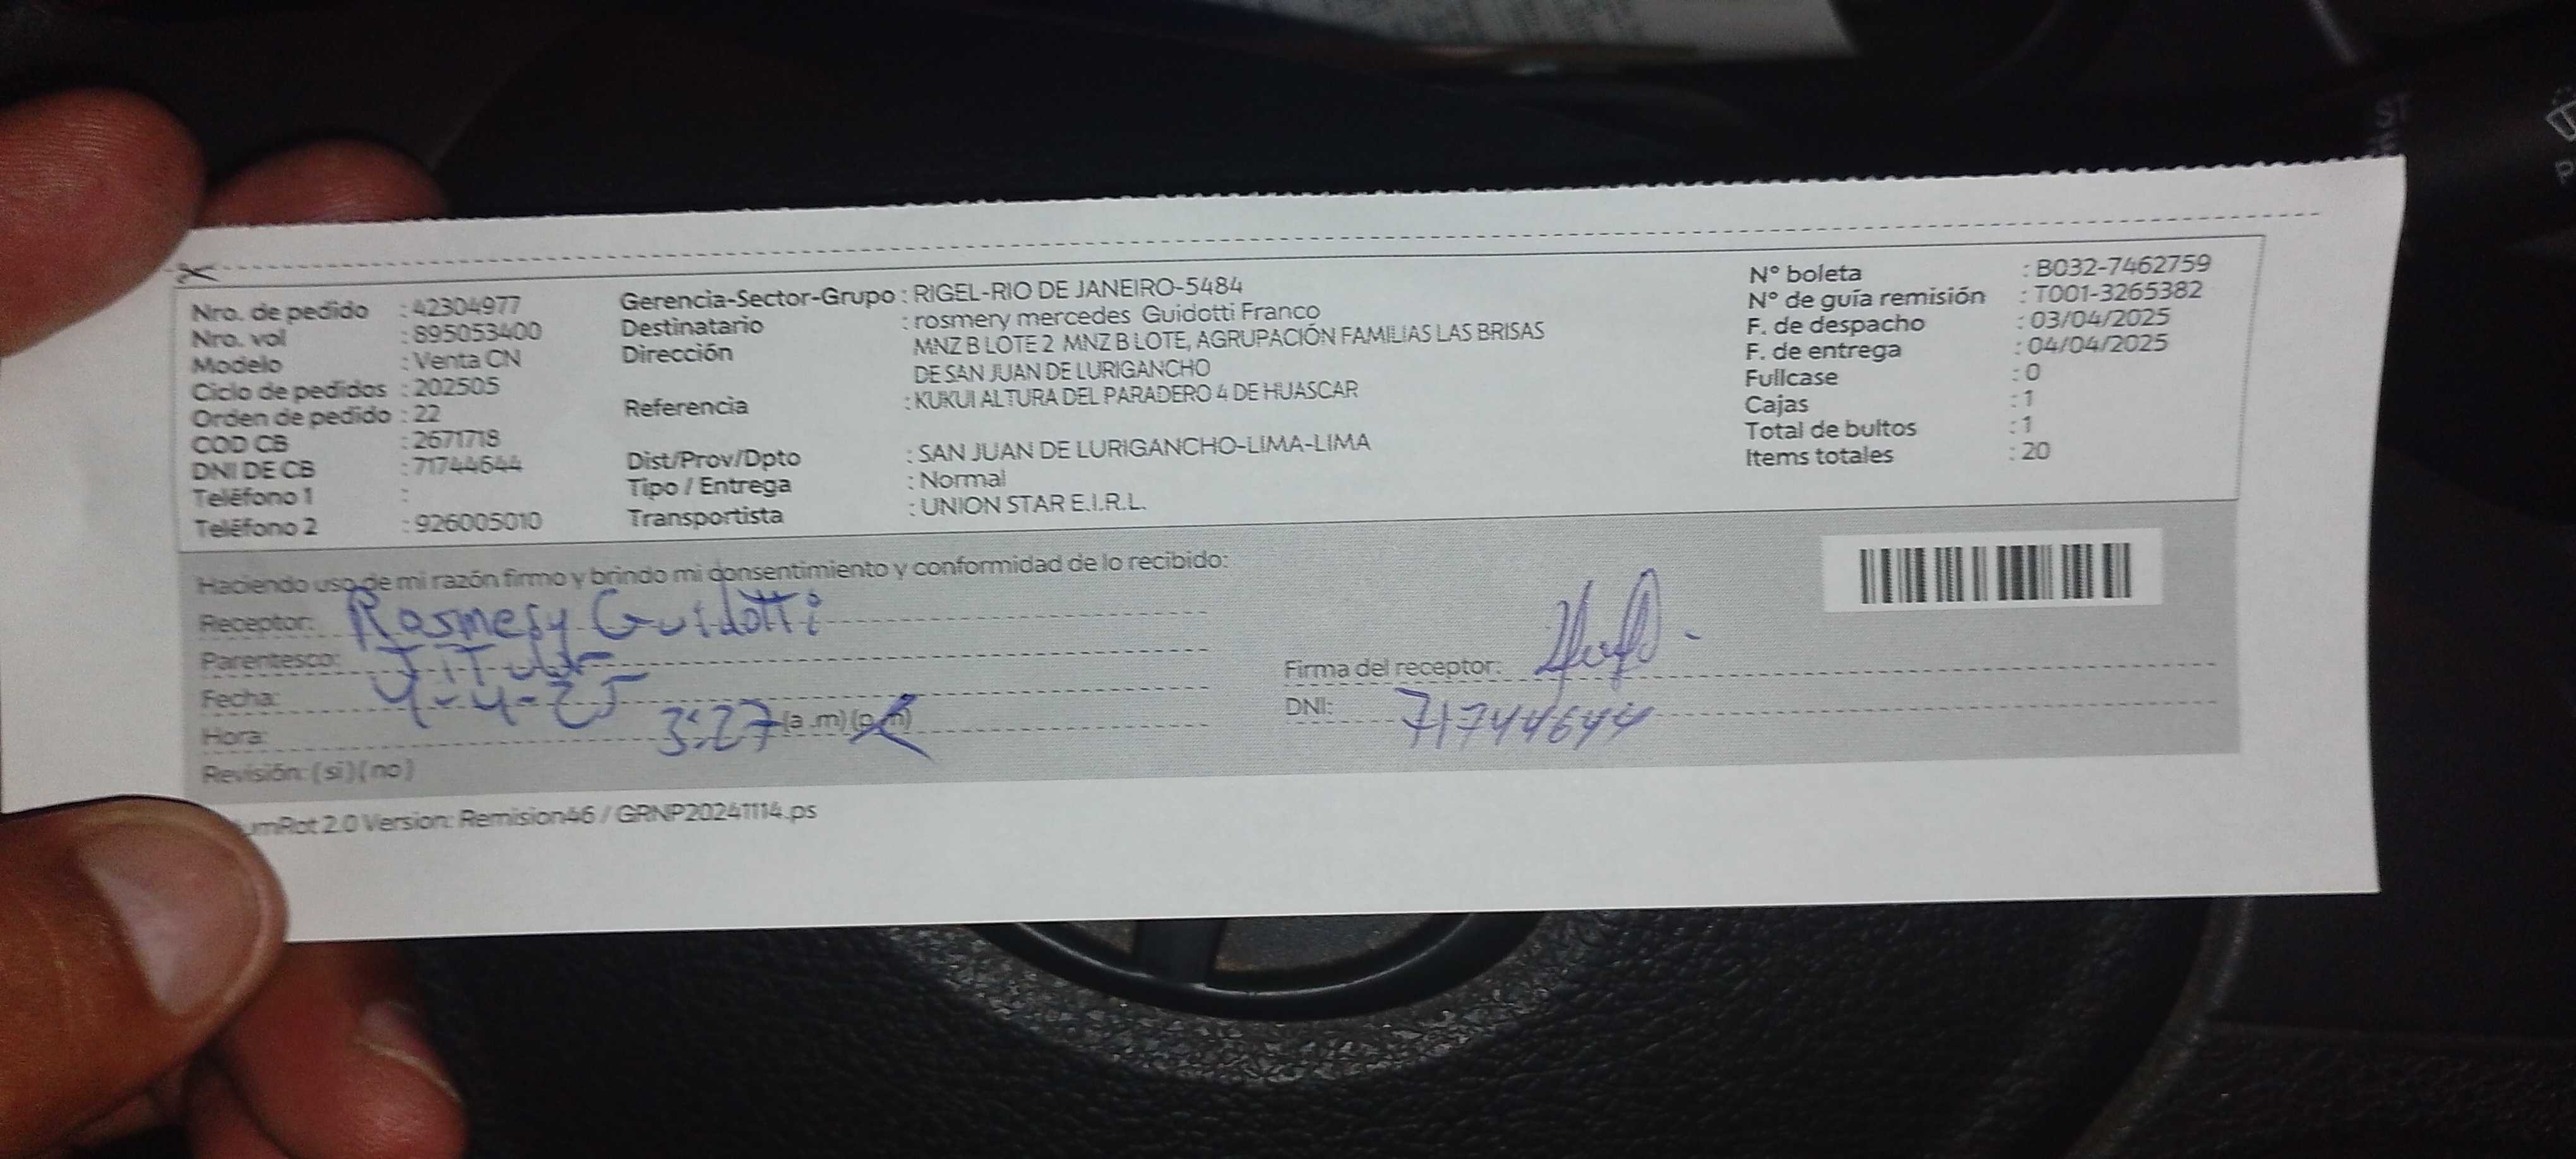 Nro. de pedido : 42304977
Nro. vol : 895053400
Modelo : Venta CN
Ciclo de pedidos : 202505
Orden de pedido : 22
COD CB : 2671718
DNI DE CB : 71744644
Teléfono 1 :
Teléfono 2 : 926005010
Gerencia-Sector-Grupo : RIGEL-RIO DE JANEIRO-5484
Destinatario : rosmery mercedes Guidotti Franco
Dirección MNZ B LOTE 2 MNZ B LOTE, AGRUPACIÓN FAMILIAS LAS BRISAS
DE SAN JUAN DE LURIGANCHO
Referencia : KUKUI ALTURA DEL PARADERO 4 DE HUASCAR
Dist/Prov/Dpto : SAN JUAN DE LURIGANCHO-LIMA-LIMA
Tipo / Entrega : Normal
Transportista : UNION STAR E.I.R.L.
N° boleta : B032-7462759
N° de guía remisión : T001-3265382
F. de despacho : 03/04/2025
F. de entrega : 04/04/2025
Fullcase : 0
Cajas : 1
Total de bultos : 1
Items totales : 20
Haciendo uso de mi razón firmo y brindo mi consentimiento y conformidad de lo recibido:
Receptor: Rosmery Guidotti
Parentesco: Titular
Fecha: 4-4-25
Hora: 3:27 (a .m) (p.m)
Revisión: ( si ) ( no )
Firma del receptor:
DNI: 71744644
umRot 2.0 Version: Remision46 / GRNP20241114.ps